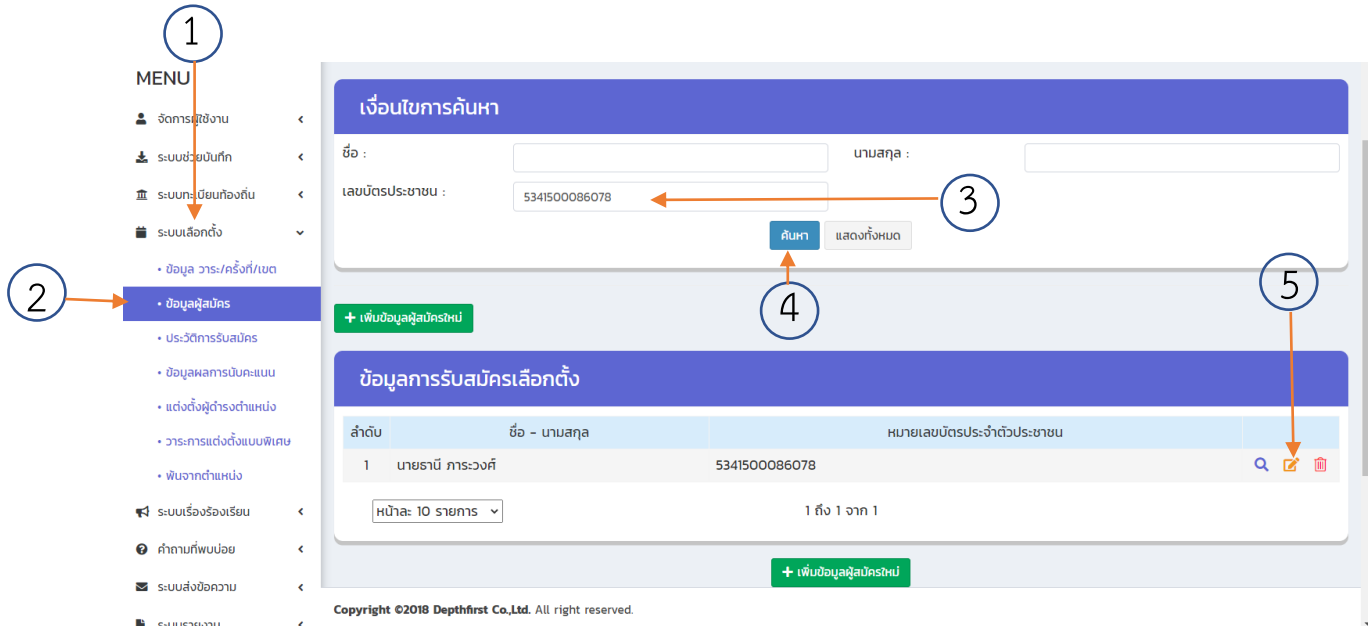 1
MENU
จัดการผู้ใช้งาน
ระบบช่วยบันทึก
ระบบทะเบียนท้องถิ่น
ระบบเลือกตั้ง
• ข้อมูล วาระ/ครั้งที่/เขต
2
• ข้อมูลผู้สมัคร
• ประวัติการรับสมัคร
• ข้อมูลผลการนับคะแนน
• แต่งตั้งผู้ดำรงตำแหน่ง
• วาระการแต่งตั้งแบบพิเศษ
• พ้นจากตำแหน่ง
ระบบเรื่องร้องเรียน
คำถามที่พบบ่อย
ระบบส่งข้อความ
ระบบรายงาน
เงื่อนไขการค้นหา
ชื่อ :
นามสกุล :
เลขบัตรประชาชน :
5341500086078
3
ค้นหา
แสดงทั้งหมด
4
5
+ เพิ่มข้อมูลผู้สมัครใหม่
ข้อมูลการรับสมัครเลือกตั้ง
ลำดับ ชื่อ - นามสกุล หมายเลขบัตรประจำตัวประชาชน
1 นายธานี ภาระวงศ์ 5341500086078
หน้าละ 10 รายการ
1 ถึง 1 จาก 1
+ เพิ่มข้อมูลผู้สมัครใหม่
Copyright ©2018 Depthfirst Co.,Ltd. All right reserved.